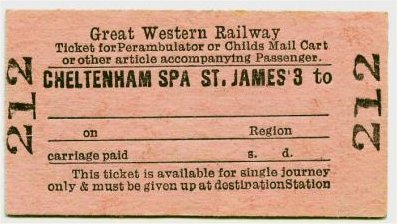 Great Western Railway
Ticket for Perambulator or Childs Mail Cart
or other article accompanying Passenger.
CHELTENHAM SPA ST. JAMES'3 to
on Region
carriage paid s. d.
This ticket is available for single journey
only & must be given up at destinationStation
212
212